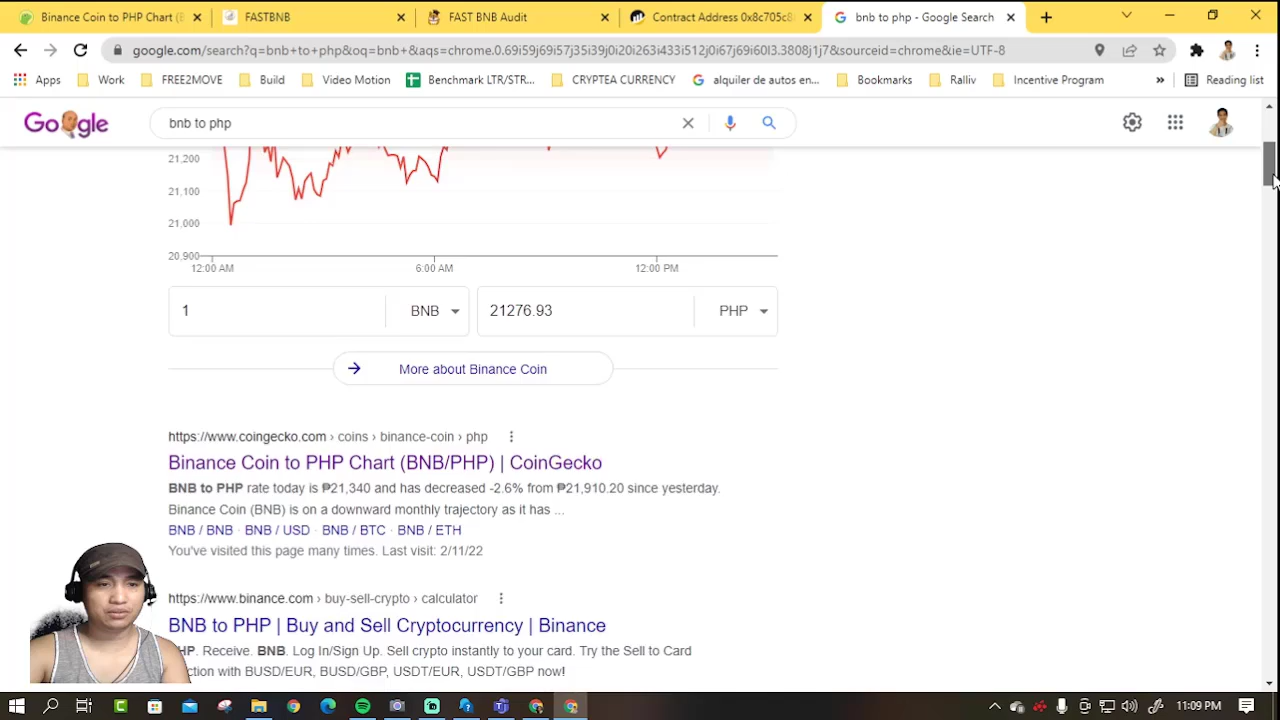 Binance Coin to PHP Chart (B
FASTBNB
FAST BNB Audit
Contract Address 0x8c705c8
bnb to php - Google Search
google.com/search?q=bnb+to+php&oq=bnb+&aqs=chrome.0.69i59j69i57j35i39j0i20i263i433i512j0i67j69i60l3.3808j1j7&sourceid=chrome&ie=UTF-8
Apps
Work
FREE2MOVE
Build
Video Motion
Benchmark LTR/STR...
CRYPTEA CURRENCY
alquiler de autos en...
Bookmarks
Ralliv
Incentive Program
»
Reading list
Google
bnb to php
21,200
21,100
21,000
20,900
12:00 AM
6:00 AM
12:00 PM
1
BNB
21276.93
PHP
More about Binance Coin
https://www.coingecko.com › coins › binance-coin › php
Binance Coin to PHP Chart (BNB/PHP) | CoinGecko
BNB to PHP rate today is ₱21,340 and has decreased -2.6% from ₱21,910.20 since yesterday.
Binance Coin (BNB) is on a downward monthly trajectory as it has ...
BNB / BNB · BNB / USD · BNB / BTC · BNB / ETH
You've visited this page many times. Last visit: 2/11/22
https://www.binance.com › buy-sell-crypto › calculator
BNB to PHP | Buy and Sell Cryptocurrency | Binance
HP. Receive. BNB. Log In/Sign Up. Sell crypto instantly to your card. Try the Sell to Card
ction with BUSD/EUR, BUSD/GBP, USDT/EUR, USDT/GBP now!
11:09 PM